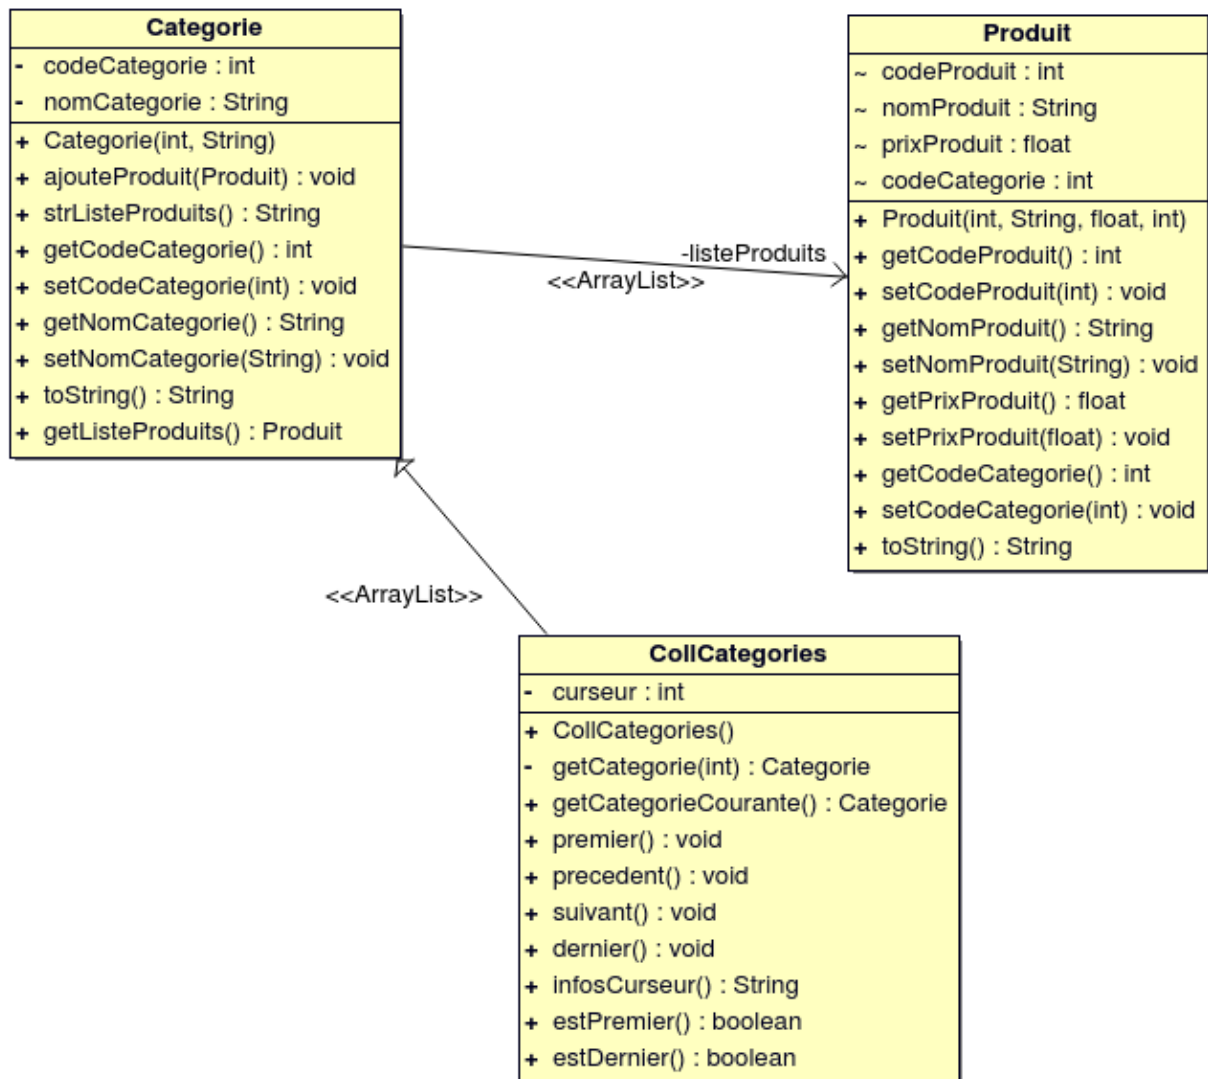 Categorie
- codeCategorie : int
- nomCategorie : String
+ Categorie(int, String)
+ ajouteProduit(Produit) : void
+ strListeProduits() : String
+ getCodeCategorie() : int
+ setCodeCategorie(int) : void
+ getNomCategorie() : String
+ setNomCategorie(String) : void
+ toString() : String
+ getListeProduits() : Produit
-listeProduits
<<ArrayList>>
Produit
~ codeProduit : int
~ nomProduit : String
~ prixProduit : float
~ codeCategorie : int
+ Produit(int, String, float, int)
+ getCodeProduit() : int
+ setCodeProduit(int) : void
+ getNomProduit() : String
+ setNomProduit(String) : void
+ getPrixProduit() : float
+ setPrixProduit(float) : void
+ getCodeCategorie() : int
+ setCodeCategorie(int) : void
+ toString() : String
<<ArrayList>>
CollCategories
- curseur : int
+ CollCategories()
- getCategorie(int) : Categorie
+ getCategorieCourante() : Categorie
+ premier() : void
+ precedent() : void
+ suivant() : void
+ dernier() : void
+ infosCurseur() : String
+ estPremier() : boolean
+ estDernier() : boolean